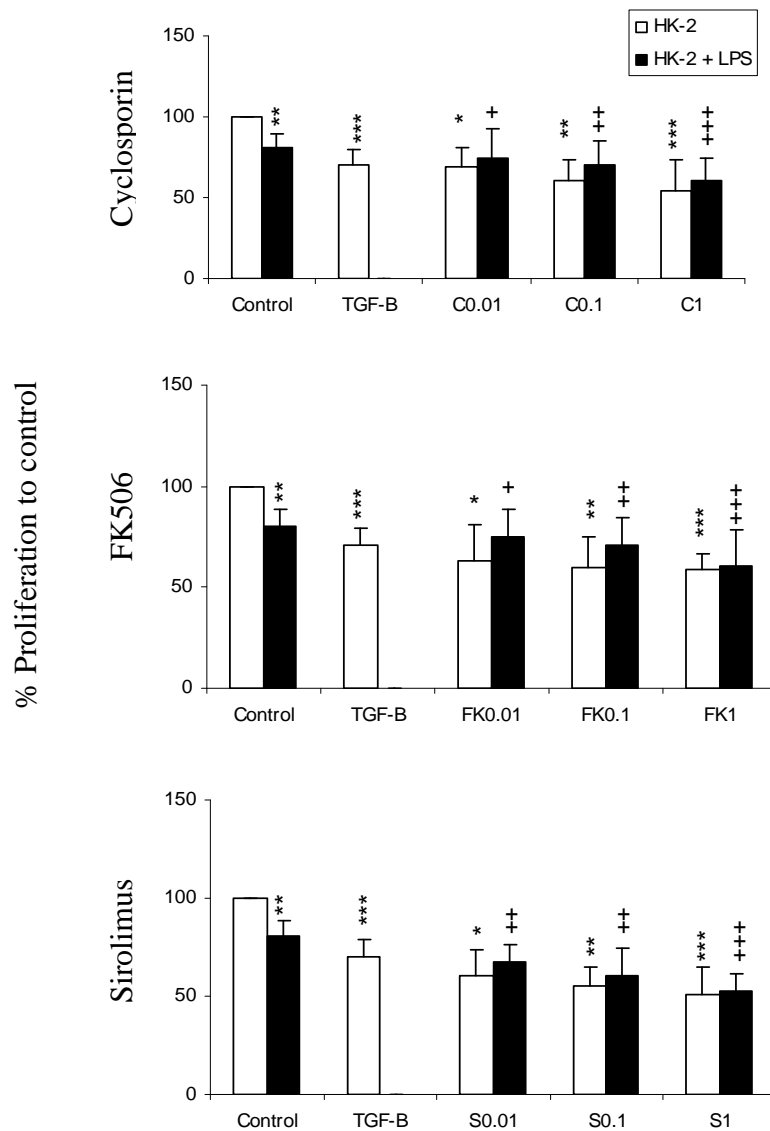 % Proliferation to control
Cyclosporin
HK-2
HK-2 + LPS
150
100
50
0
** *** * + ** ++ *** +++
Control TGF-B C0.01 C0.1 C1
FK506
150
100
50
0
** *** * + ** ++ *** +++
Control TGF-B FK0.01 FK0.1 FK1
Sirolimus
150
100
50
0
** *** * ++ ** ++ *** +++
Control TGF-B S0.01 S0.1 S1